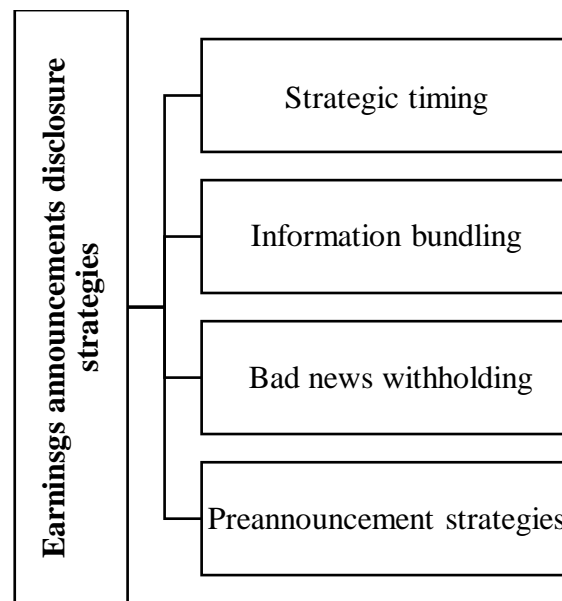 Earninsgs announcements disclosure
strategies
Strategic timing
Information bundling
Bad news withholding
Preannouncement strategies